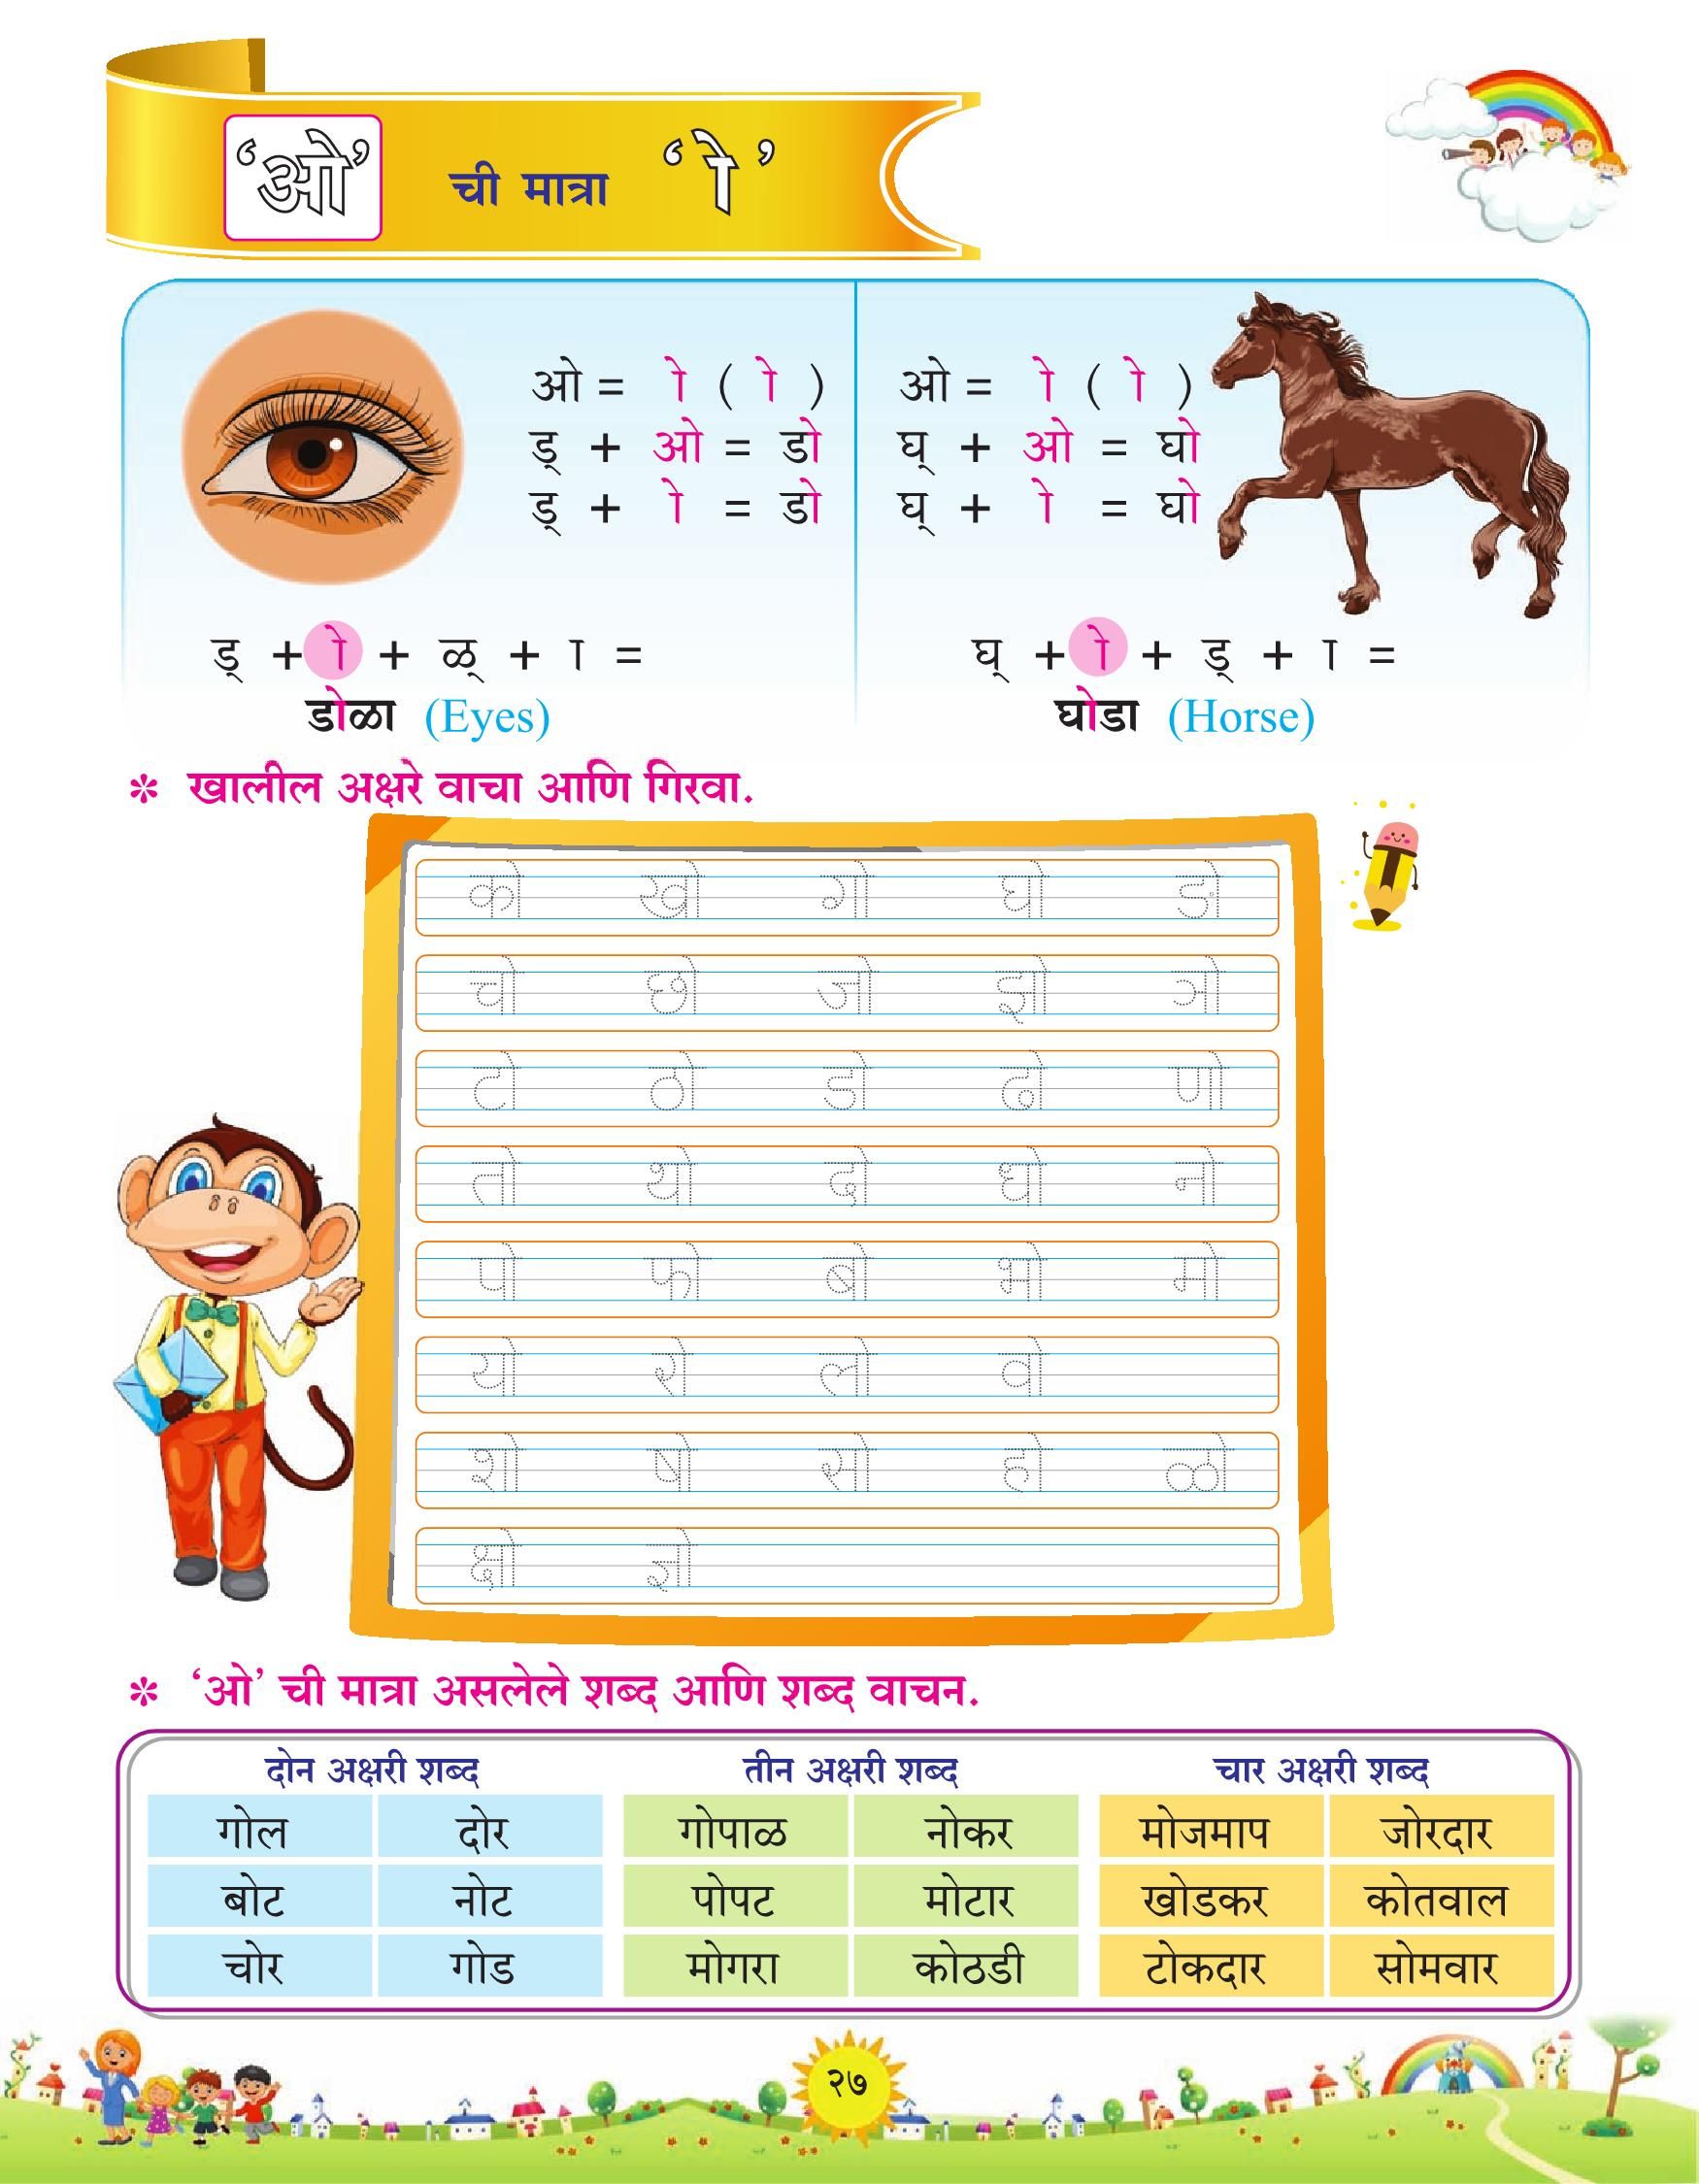 ‘ओ’ ची मात्रा ‘ ो ’
ओ = ो ( ो )
ड् + ओ = डो
ड् + ो = डो
ड् + ो + ळ् + ा =
डोळा (Eyes)
ओ = ो ( ो )
घ् + ओ = घो
घ् + ो = घो
घ् + ो + ड् + ा =
घोडा (Horse)
* खालील अक्षरे वाचा आणि गिरवा.
को खो गो घो ङो
चो छो जो झो ञो
टो ठो डो ढो णो
तो थो दो धो नो
पो फो बो भो मो
यो रो लो वो
शो षो सो हो ळो
क्षो ज्ञो
* ‘ओ’ ची मात्रा असलेले शब्द आणि शब्द वाचन.
दोन अक्षरी शब्द तीन अक्षरी शब्द चार अक्षरी शब्द
गोल दोर गोपाळ नोकर मोजमाप जोरदार
बोट नोट पोपट मोटार खोडकर कोतवाल
चोर गोड मोगरा कोठडी टोकदार सोमवार
२७